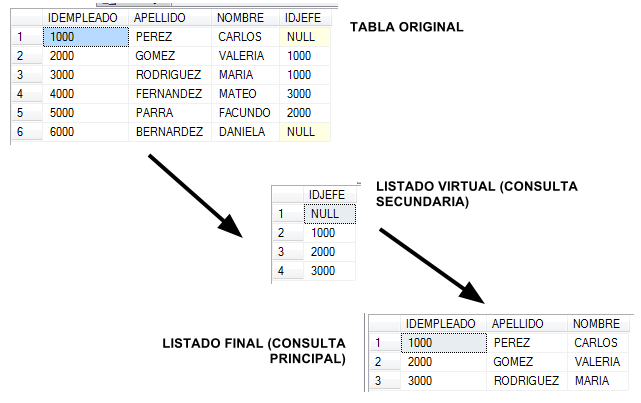 IDEMPLEADO APELLIDO NOMBRE IDJEFE
1 1000 PEREZ CARLOS NULL
2 2000 GOMEZ VALERIA 1000
3 3000 RODRIGUEZ MARIA 1000
4 4000 FERNANDEZ MATEO 3000
5 5000 PARRA FACUNDO 2000
6 6000 BERNARDEZ DANIELA NULL
TABLA ORIGINAL
IDJEFE
1 NULL
2 1000
3 2000
4 3000
LISTADO VIRTUAL (CONSULTA
SECUNDARIA)
LISTADO FINAL (CONSULTA
PRINCIPAL)
IDEMPLEADO APELLIDO NOMBRE
1 1000 PEREZ CARLOS
2 2000 GOMEZ VALERIA
3 3000 RODRIGUEZ MARIA